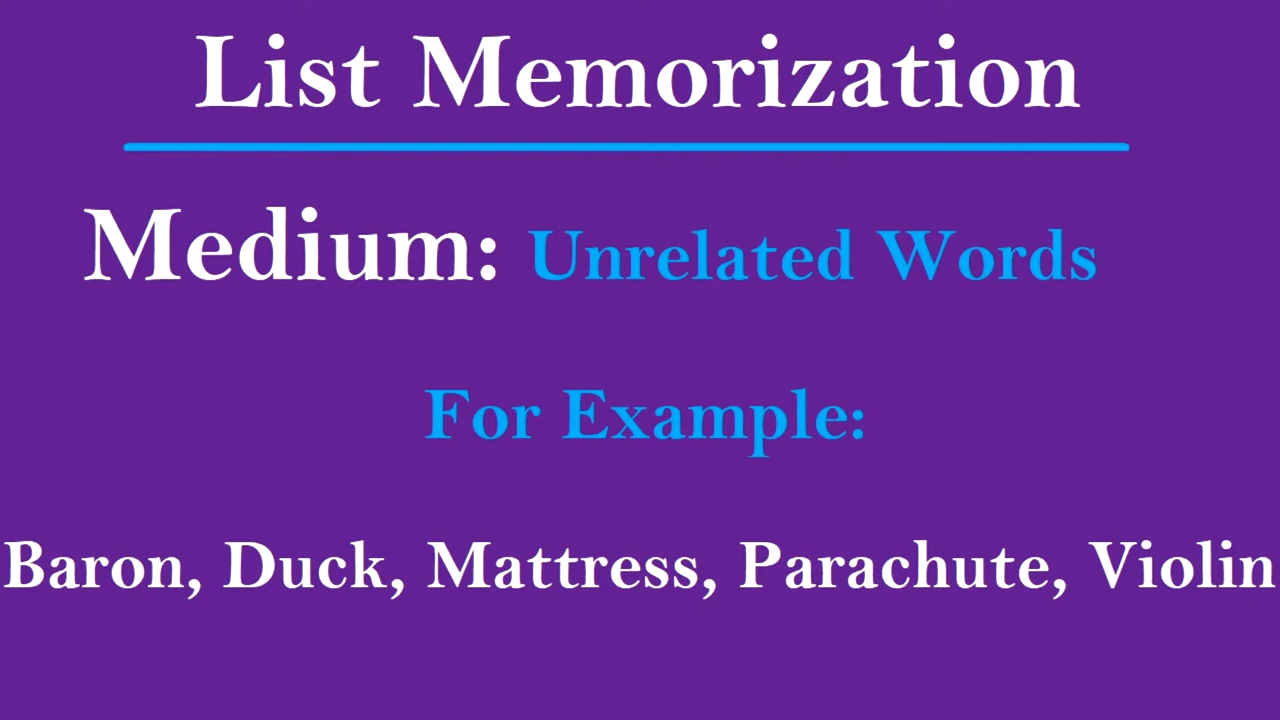 List Memorization
Medium: Unrelated Words
For Example:
Baron, Duck, Mattress, Parachute, Violin